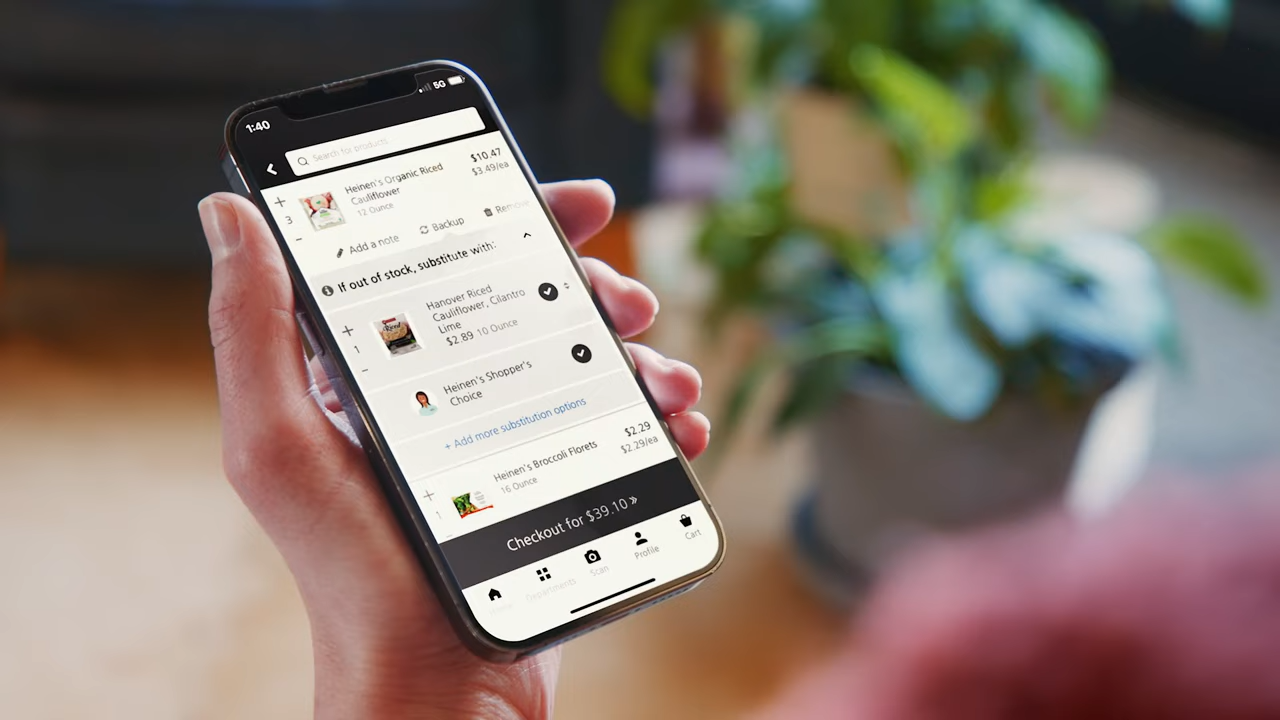 1:40
5G
Search for products
3
Heinen's Organic Riced
Cauliflower
12 Ounce
$10.47
$3.49/ea
Add a note
Backup
Remove
If out of stock, substitute with:
1
Hanover Riced
Cauliflower, Cilantro
Lime
$2.89 10 Ounce
Heinen's Shopper's
Choice
+ Add more substitution options
1
Heinen's Broccoli Florets
16 Ounce
$2.29
$2.29/ea
Checkout for $39.10 »
Departments
Scan
Profile
Cart